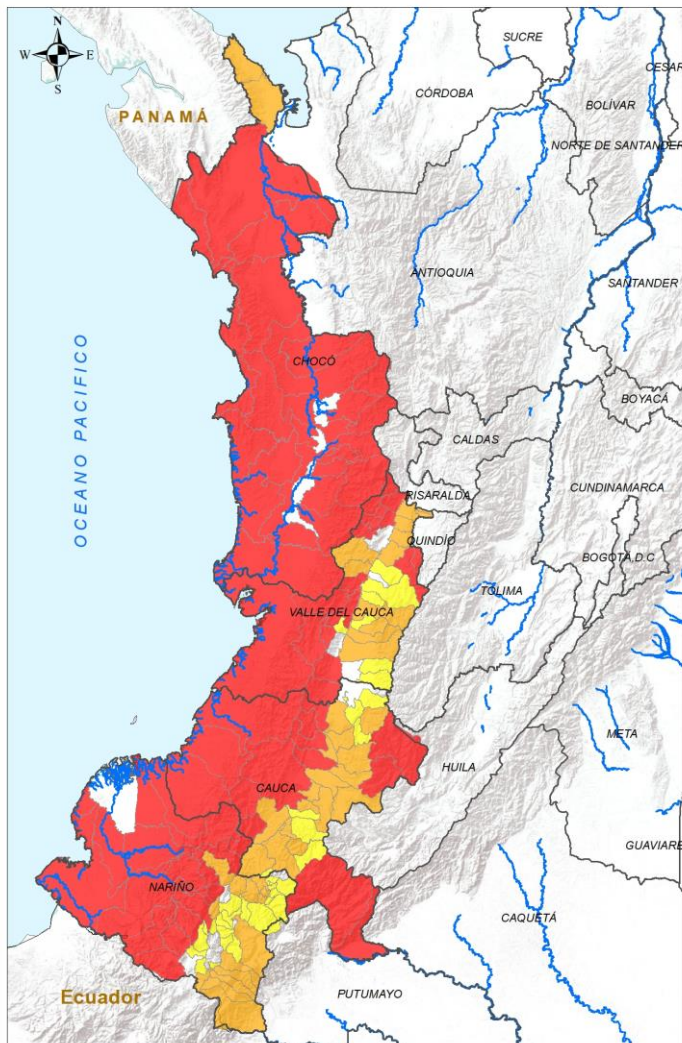 N
W E
S
SUCRE
CESAR
CÓRDOBA
BOLÍVAR
PANAMÁ
NORTE DE SANTANDER
ANTIOQUIA
SANTANDER
OCEANO PACIFICO
CHOCÓ
BOYACÁ
CALDAS
RISARALDA
CUNDINAMARCA
QUINDÍO
BOGOTÁ,D.C
TOLIMA
VALLE DEL CAUCA
META
HUILA
CAUCA
GUAVIARE
NARIÑO
CAQUETÁ
Ecuador
PUTUMAYO